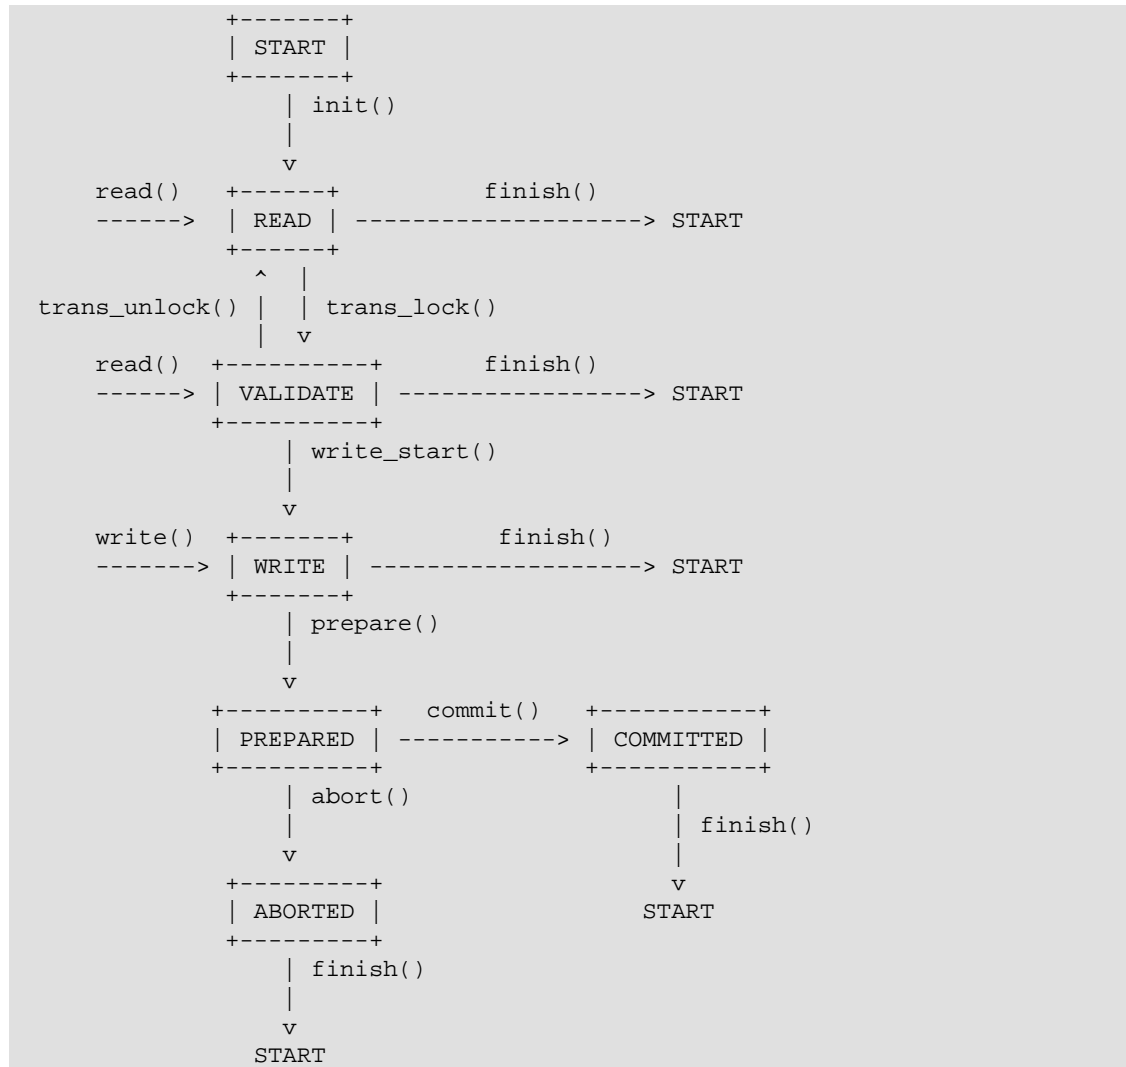 +-------+
| START |
+-------+
| init()
|
v
read() +------+ finish()
------> | READ | --------------------> START
+------+
^ |
trans_unlock() | | trans_lock()
| v
read() +----------+ finish()
------> | VALIDATE | -----------------> START
+----------+
| write_start()
|
v
write() +-------+ finish()
-------> | WRITE | -------------------> START
+-------+
| prepare()
|
v
+----------+ commit() +-----------+
| PREPARED | -----------> | COMMITTED |
+----------+ +-----------+
| abort() |
| | finish()
v |
+---------+ v
| ABORTED | START
+---------+
| finish()
|
v
START